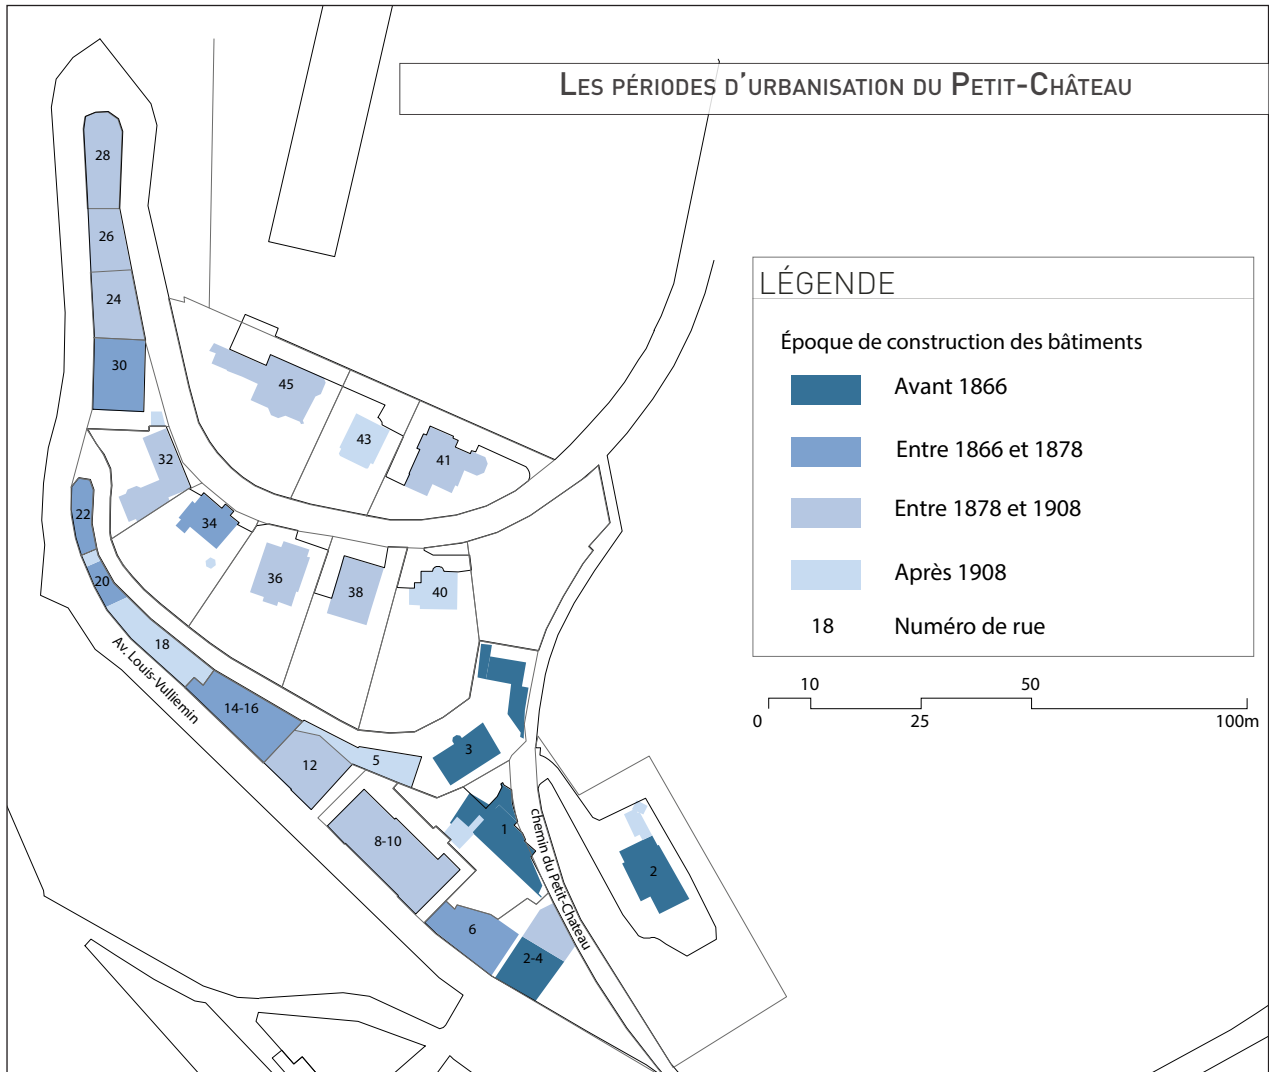 Les périodes d'urbanisation du Petit-Château
28
26
24
30
45
43
41
32
34
22
36
38
40
20
18
Av. Louis-Vulliemin
14-16
12
5
3
8-10
1
chemin du Petit-Chateau
2
6
2-4
LÉGENDE
Époque de construction des bâtiments
Avant 1866
Entre 1866 et 1878
Entre 1878 et 1908
Après 1908
18 Numéro de rue
10 50
0 25 100m